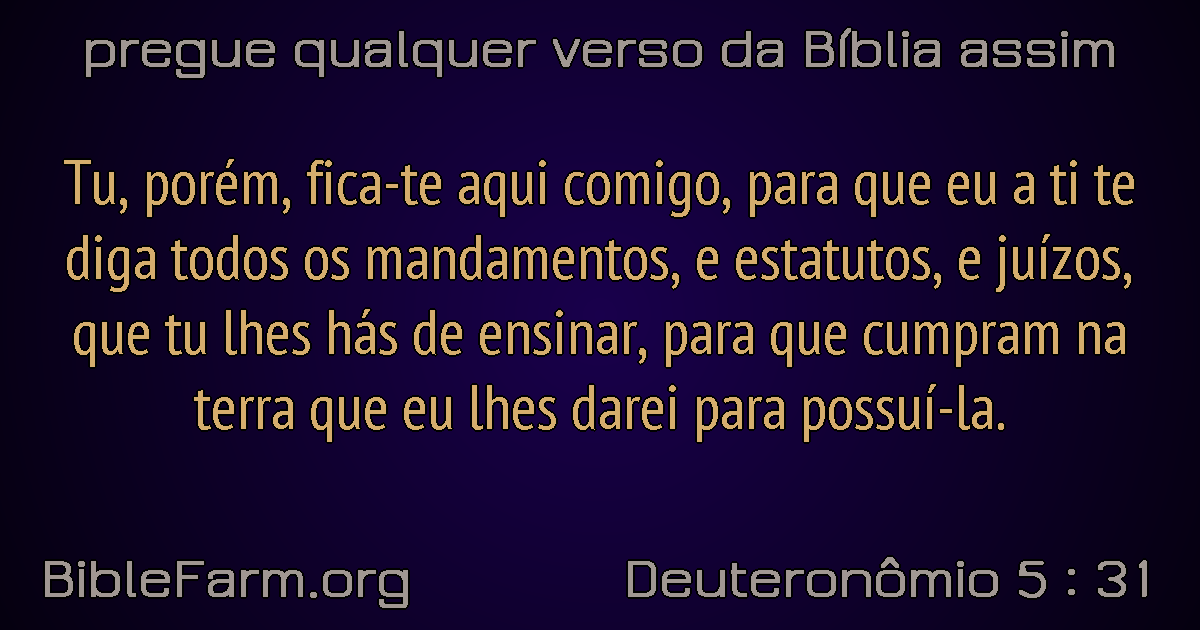 pregue qualquer verso da Bíblia assim
Tu, porém, fica-te aqui comigo, para que eu a ti te
diga todos os mandamentos, e estatutos, e juízos,
que tu lhes hás de ensinar, para que cumpram na
terra que eu lhes darei para possuí-la.
BibleFarm.org
Deuteronômio 5 : 31